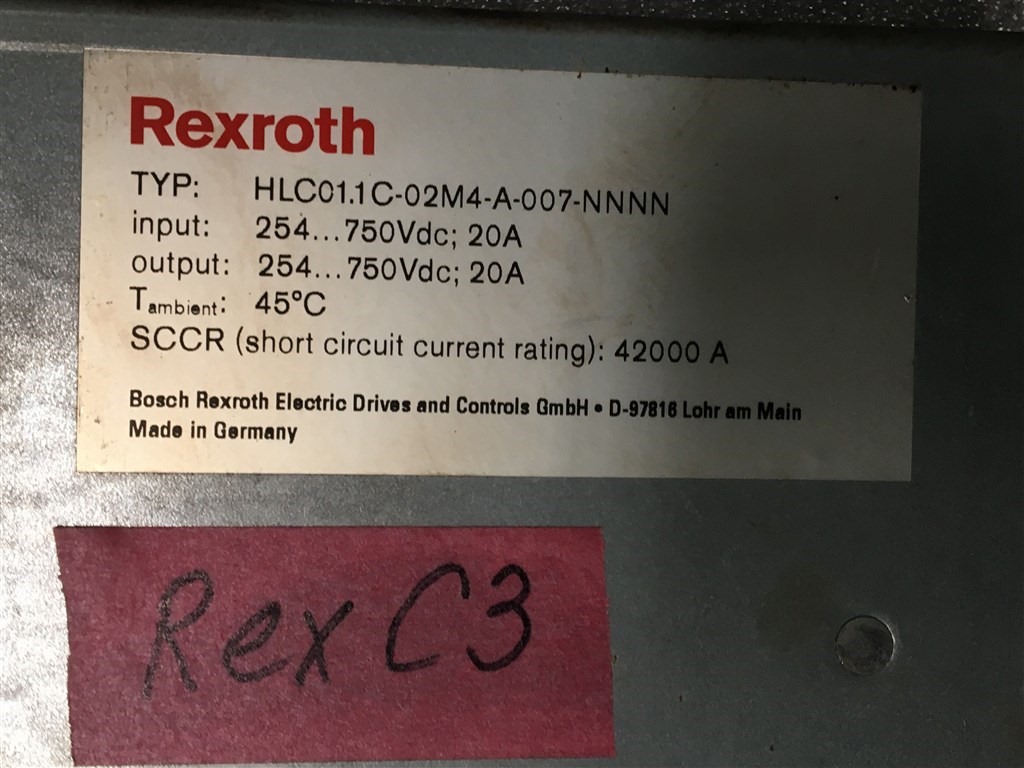 Rexroth
TYP: HLC01.1C-02M4-A-007-NNNN
input: 254...750Vdc; 20A
output: 254...750Vdc; 20A
Tambient: 45°C
SCCR (short circuit current rating): 42000 A
Bosch Rexroth Electric Drives and Controls GmbH • D-97816 Lohr am Main
Made in Germany
Rex C3